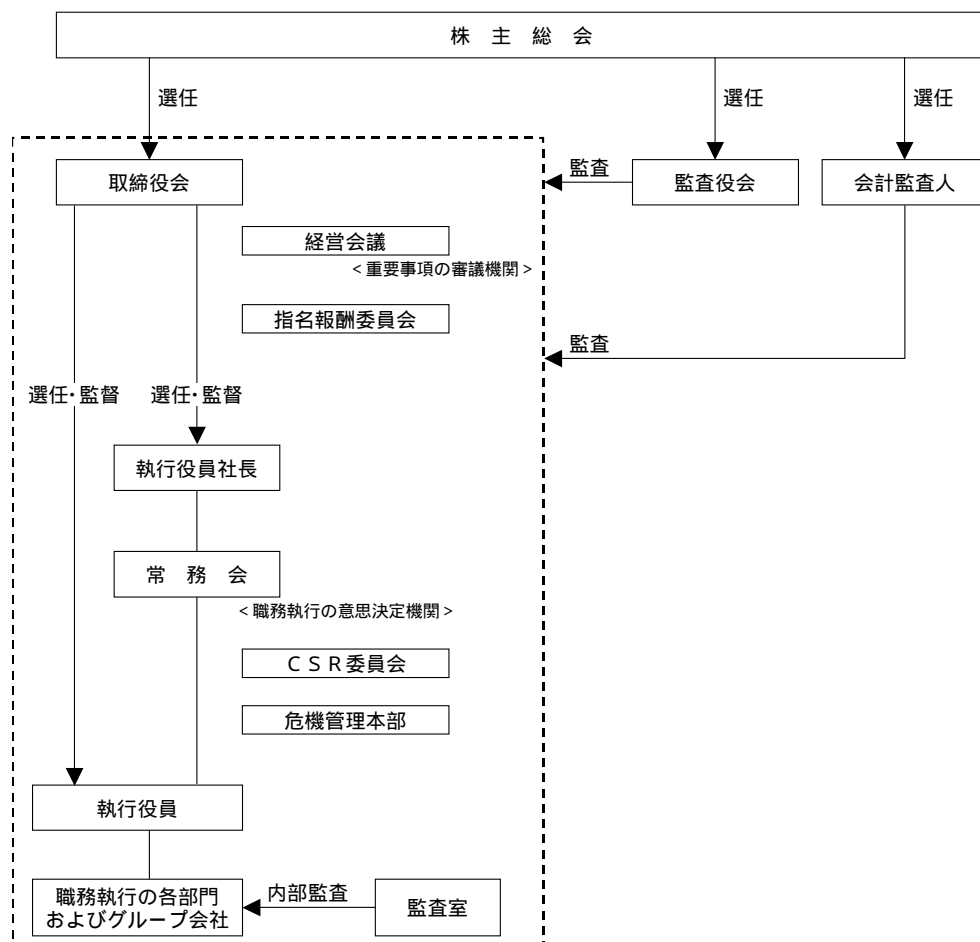 株 主 総 会
選任
選任
選任
取締役会
監査
監査役会
会計監査人
経営会議
＜重要事項の審議機関＞
指名報酬委員会
監査
選任・監督
選任・監督
執行役員社長
常 務 会
＜職務執行の意思決定機関＞
ＣＳＲ委員会
危機管理本部
執行役員
職務執行の各部門
およびグループ会社
内部監査
監査室